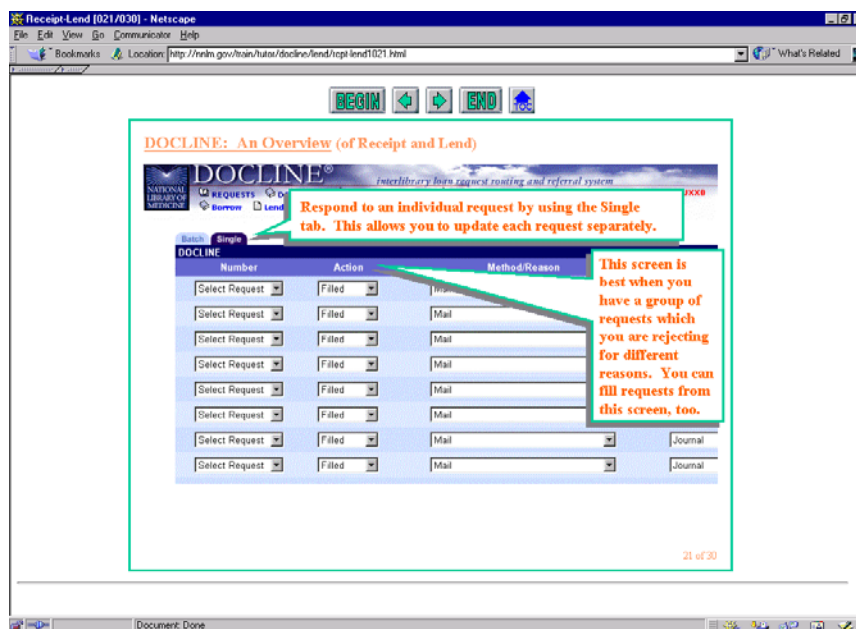 Receipt-Lend [021/030] - Netscape
File Edit View Go Communicator Help
Bookmarks Location: http://nnlm.gov/train/tutor/docline/lend/rcpt-lend1021.html What's Related
BEGIN END TOC
DOCLINE: An Overview (of Receipt and Lend)
DOCLINE®
interlibrary loan request routing and referral system
NATIONAL LIBRARY OF MEDICINE
REQUESTS
Borrow Lend
Respond to an individual request by using the Single
tab. This allows you to update each request separately.
Batch Single
DOCLINE
Number Action Method/Reason
This screen is
best when you
have a group of
requests which
you are rejecting
for different
reasons. You can
fill requests from
this screen, too.
Select Request Filled Mail
Select Request Filled Mail
Select Request Filled Mail
Select Request Filled Mail
Select Request Filled Mail
Select Request Filled Mail
Select Request Filled Mail Journal
Select Request Filled Mail Journal
21 of 30
Document: Done